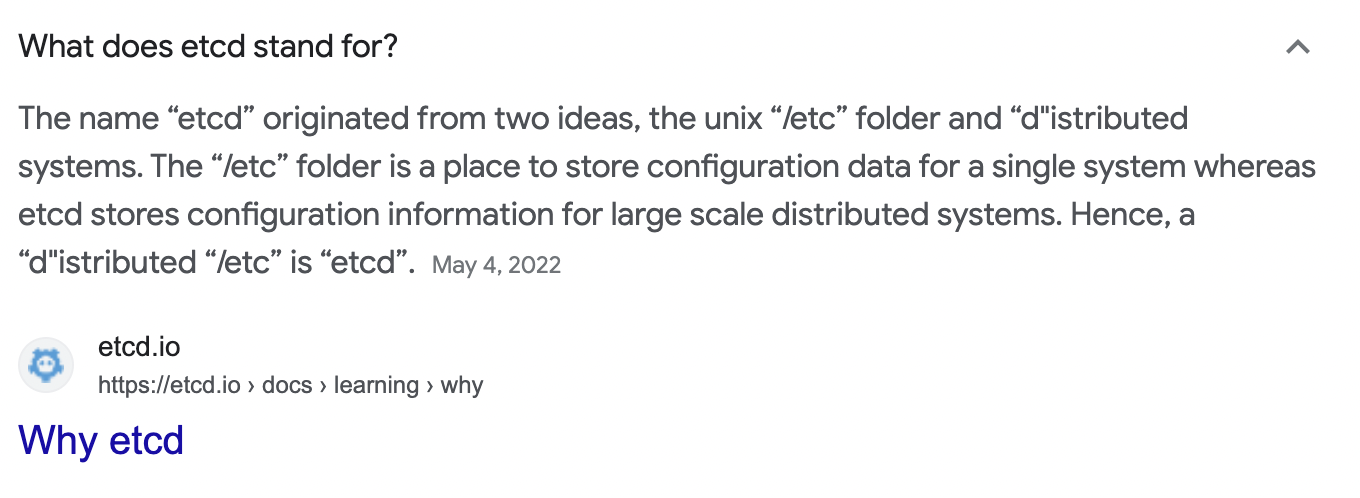 What does etcd stand for?
The name “etcd” originated from two ideas, the unix “/etc” folder and “d"istributed
systems. The “/etc” folder is a place to store configuration data for a single system whereas
etcd stores configuration information for large scale distributed systems. Hence, a
“d"istributed “/etc” is “etcd”. May 4, 2022
etcd.io
https://etcd.io › docs › learning › why
Why etcd